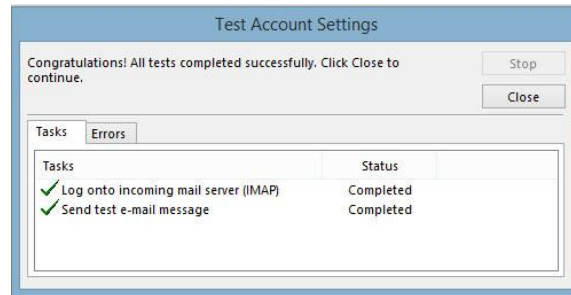 Test Account Settings
Congratulations! All tests completed successfully. Click Close to
continue.
Stop
Close
Tasks Errors
Tasks Status
Log onto incoming mail server (IMAP) Completed
Send test e-mail message Completed